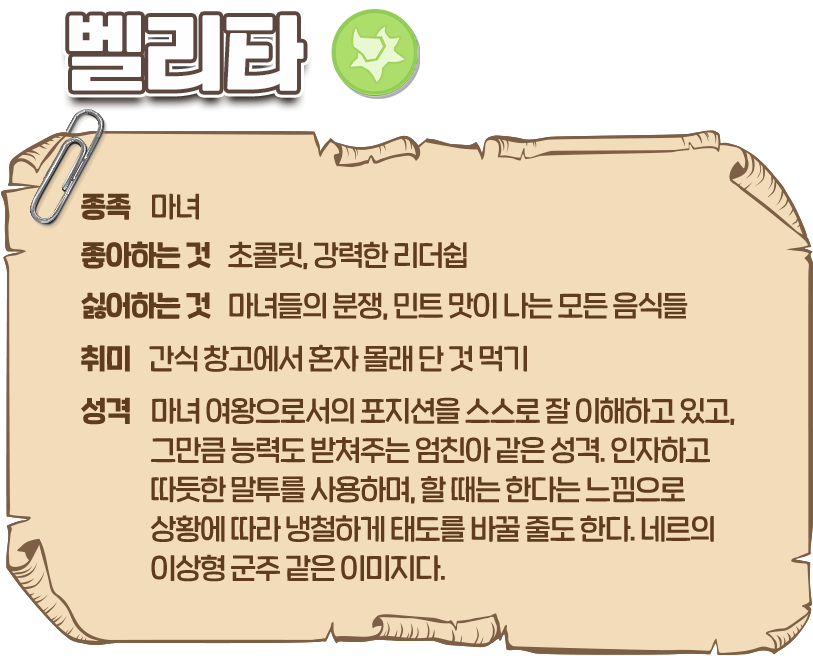 벨리타
종족 마녀
좋아하는 것 초콜릿, 강력한 리더쉽
싫어하는 것 마녀들의 분쟁, 민트 맛이 나는 모든 음식들
취미 간식 창고에서 혼자 몰래 단 것 먹기
성격 마녀 여왕으로서의 포지션을 스스로 잘 이해하고 있고,
그만큼 능력도 받쳐주는 엄친아 같은 성격. 인자하고
따듯한 말투를 사용하며, 할 때는 한다는 느낌으로
상황에 따라 냉철하게 태도를 바꿀 줄도 한다. 네르의
이상형 군주 같은 이미지다.